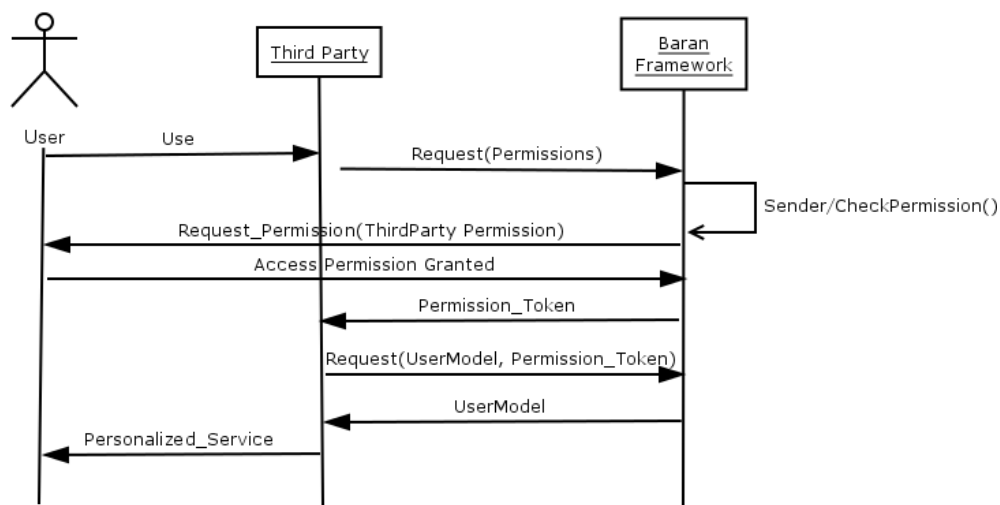 Third Party
Baran
Framework
User
Use
Request(Permissions)
Sender/CheckPermission()
Request_Permission(ThirdParty Permission)
Access Permission Granted
Permission_Token
Request(UserModel, Permission_Token)
UserModel
Personalized_Service